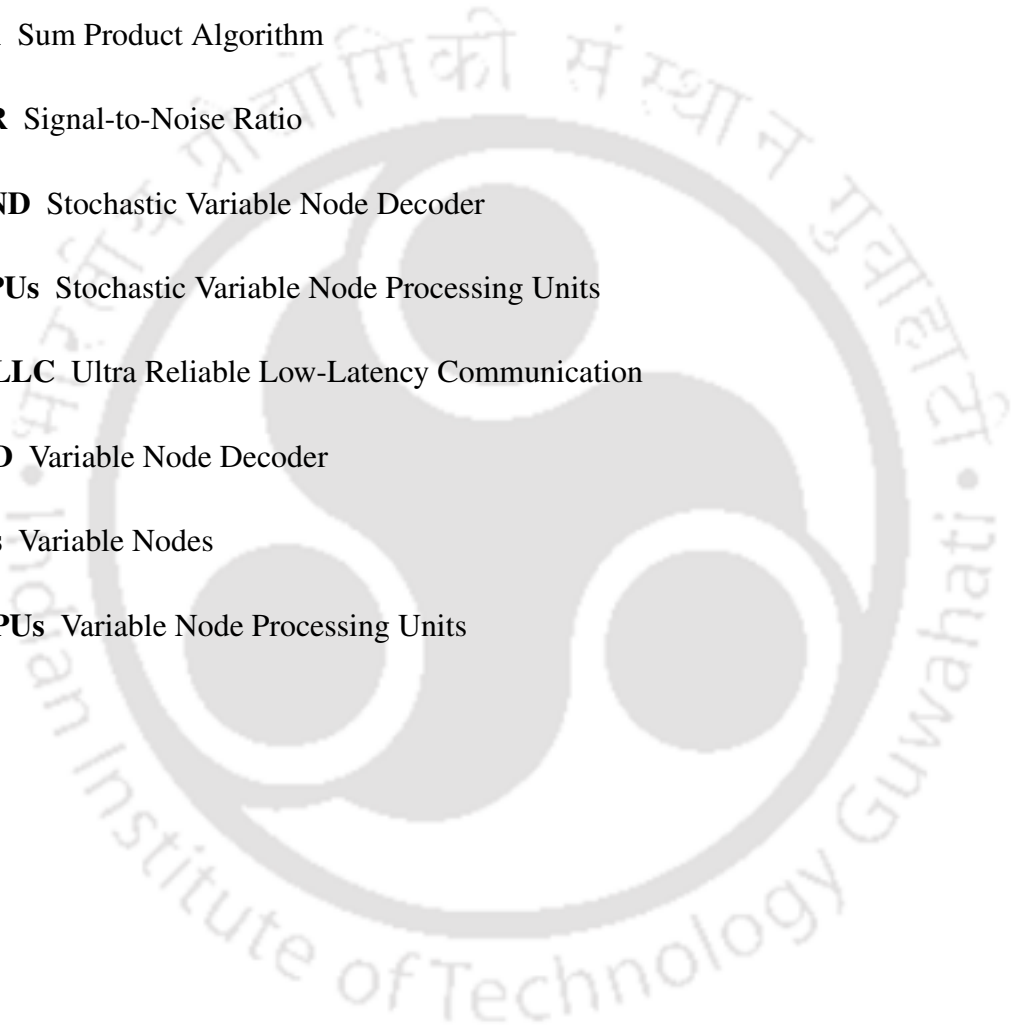 Sum Product Algorithm
R Signal-to-Noise Ratio
ND Stochastic Variable Node Decoder
PUs Stochastic Variable Node Processing Units
LLC Ultra Reliable Low-Latency Communication
D Variable Node Decoder
s Variable Nodes
PUs Variable Node Processing Units
भारतीय प्रौद्योगिकी संस्थान गुवाहाटी
Indian Institute of Technology Guwahati